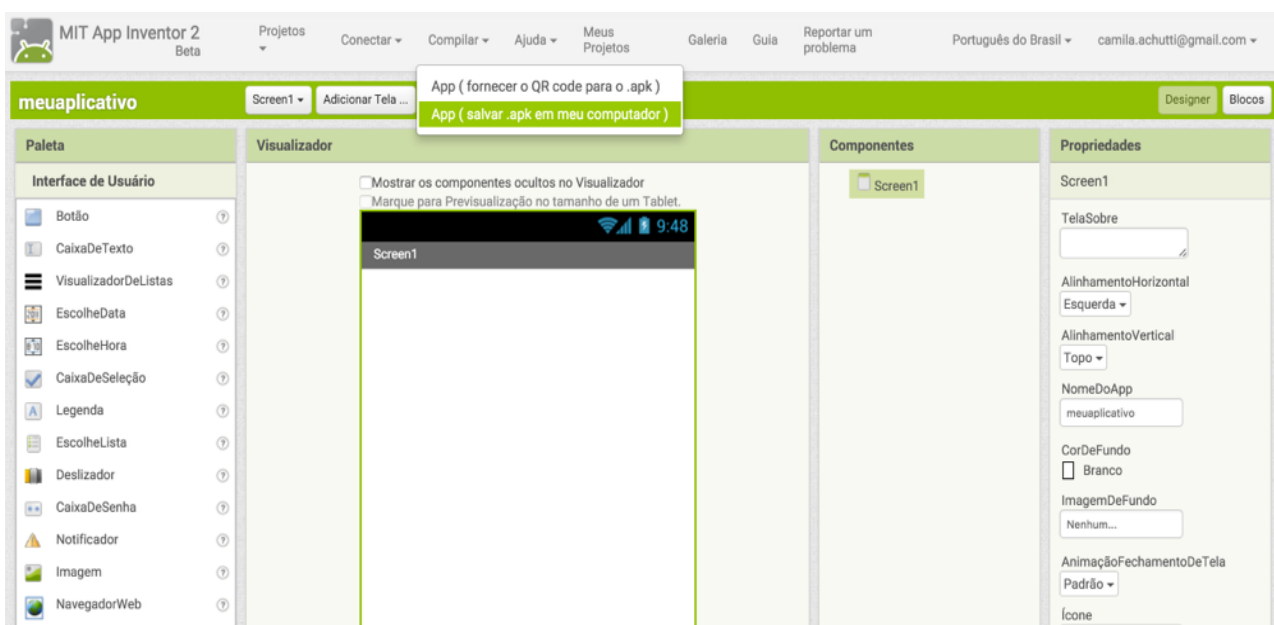 MIT App Inventor 2
Beta
Projetos
Conectar
Compilar
Ajuda
Meus
Projetos
Galeria
Guia
Reportar um
problema
Português do Brasil
camila.achutti@gmail.com
App ( fornecer o QR code para o .apk )
App ( salvar .apk em meu computador )
meuaplicativo
Screen1
Adicionar Tela ...
Designer
Blocos
Paleta
Interface de Usuário
Botão
CaixaDeTexto
VisualizadorDeListas
EscolheData
EscolheHora
CaixaDeSeleção
Legenda
EscolheLista
Deslizador
CaixaDeSenha
Notificador
Imagem
NavegadorWeb
Visualizador
Mostrar os componentes ocultos no Visualizador
Marque para Previsualização no tamanho de um Tablet.
9:48
Screen1
Componentes
Screen1
Propriedades
Screen1
TelaSobre
AlinhamentoHorizontal
Esquerda
AlinhamentoVertical
Topo
NomeDoApp
meuaplicativo
CorDeFundo
Branco
ImagemDeFundo
Nenhum...
AnimaçãoFechamentoDeTela
Padrão
Ícone